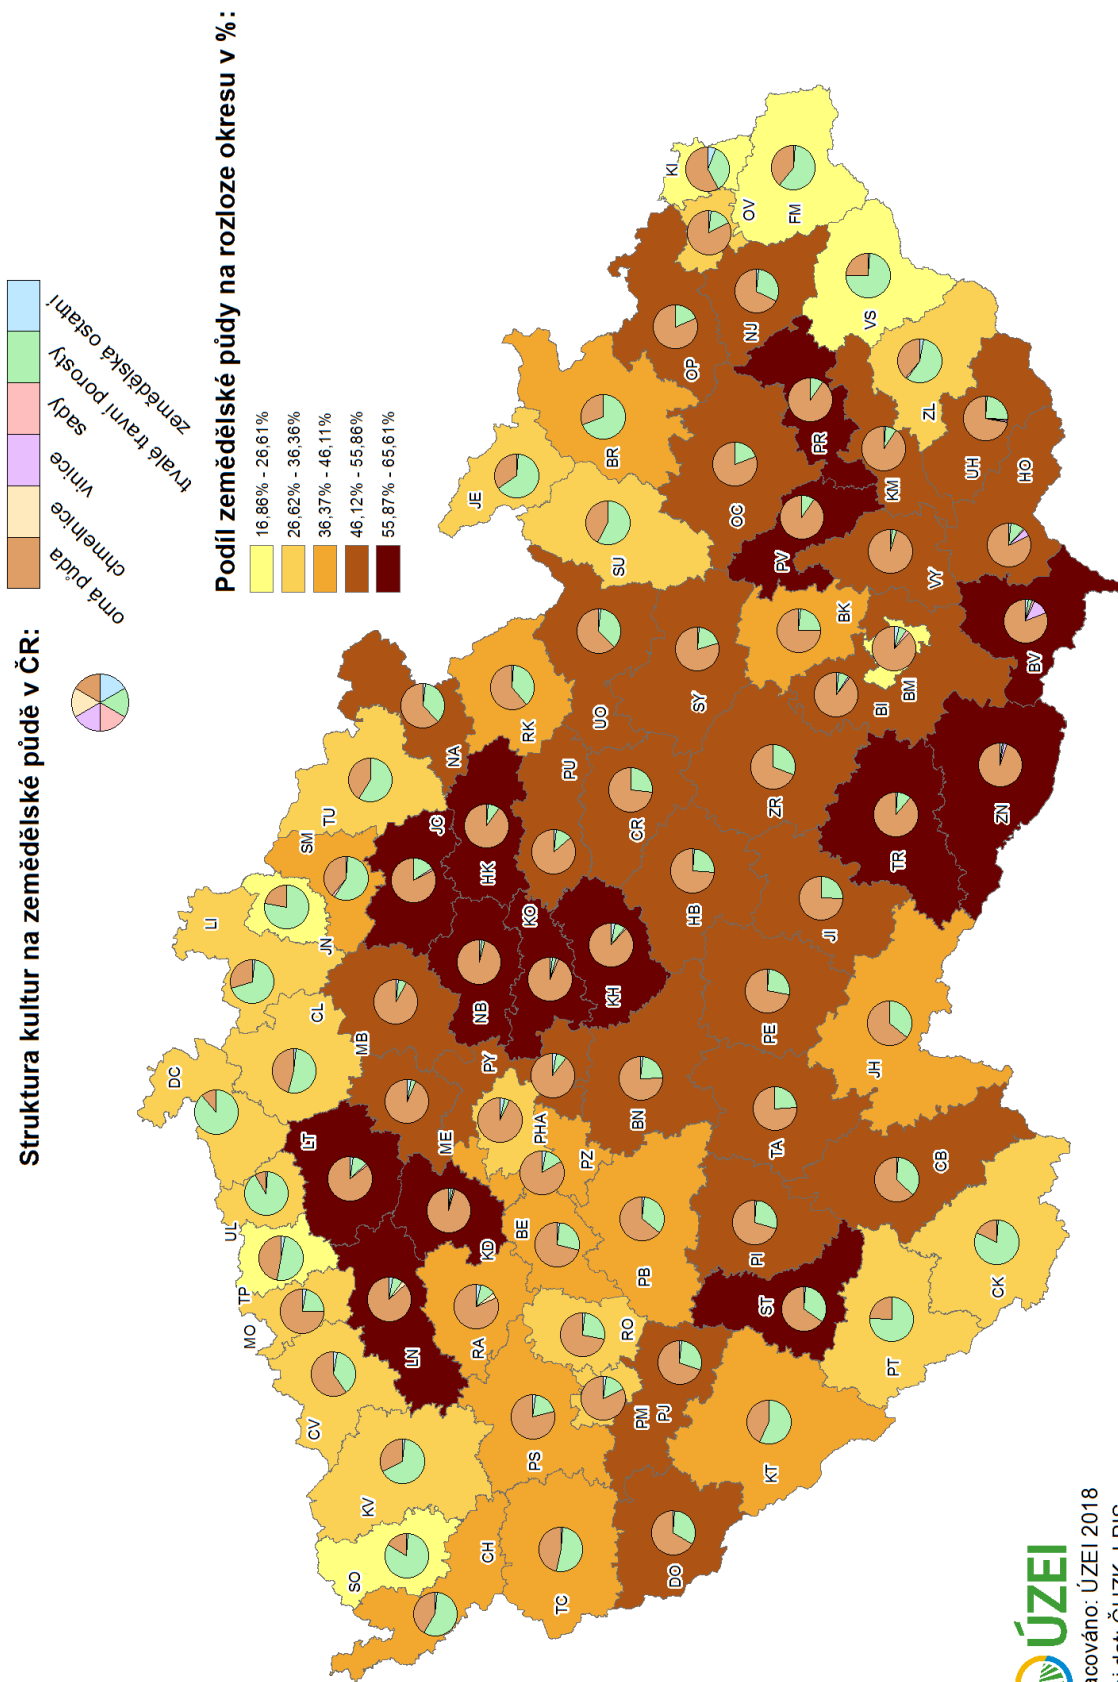 Struktura kultur na zemědělské půdě v ČR:
orná půda
chmelnice
vinice
sady
trvalé travní porosty
zemědělská ostatní
Podíl zemědělské půdy na rozloze okresu v %:
16,86% - 26,61%
26,62% - 36,36%
36,37% - 46,11%
46,12% - 55,86%
55,87% - 65,61%
DC
LI
UL
TP
MO
LT
CL
JN
SM
TU
CV
LN
KD
ME
MB
JC
NA
KV
SO
RA
BE
PHA
PY
NB
HK
RK
JE
CH
PS
RO
PZ
KO
PU
UO
SU
BR
TC
PM
PJ
PB
BN
KH
CR
SY
OP
KI
DO
PI
TA
PE
HB
ZR
OC
NJ
OV
FM
KT
ST
JH
JI
BK
PV
PR
VS
PT
CB
TR
BI
BM
VY
KM
ZL
CK
ZN
BV
HO
UH
ÚZEI
acováno: ÚZEI 2018